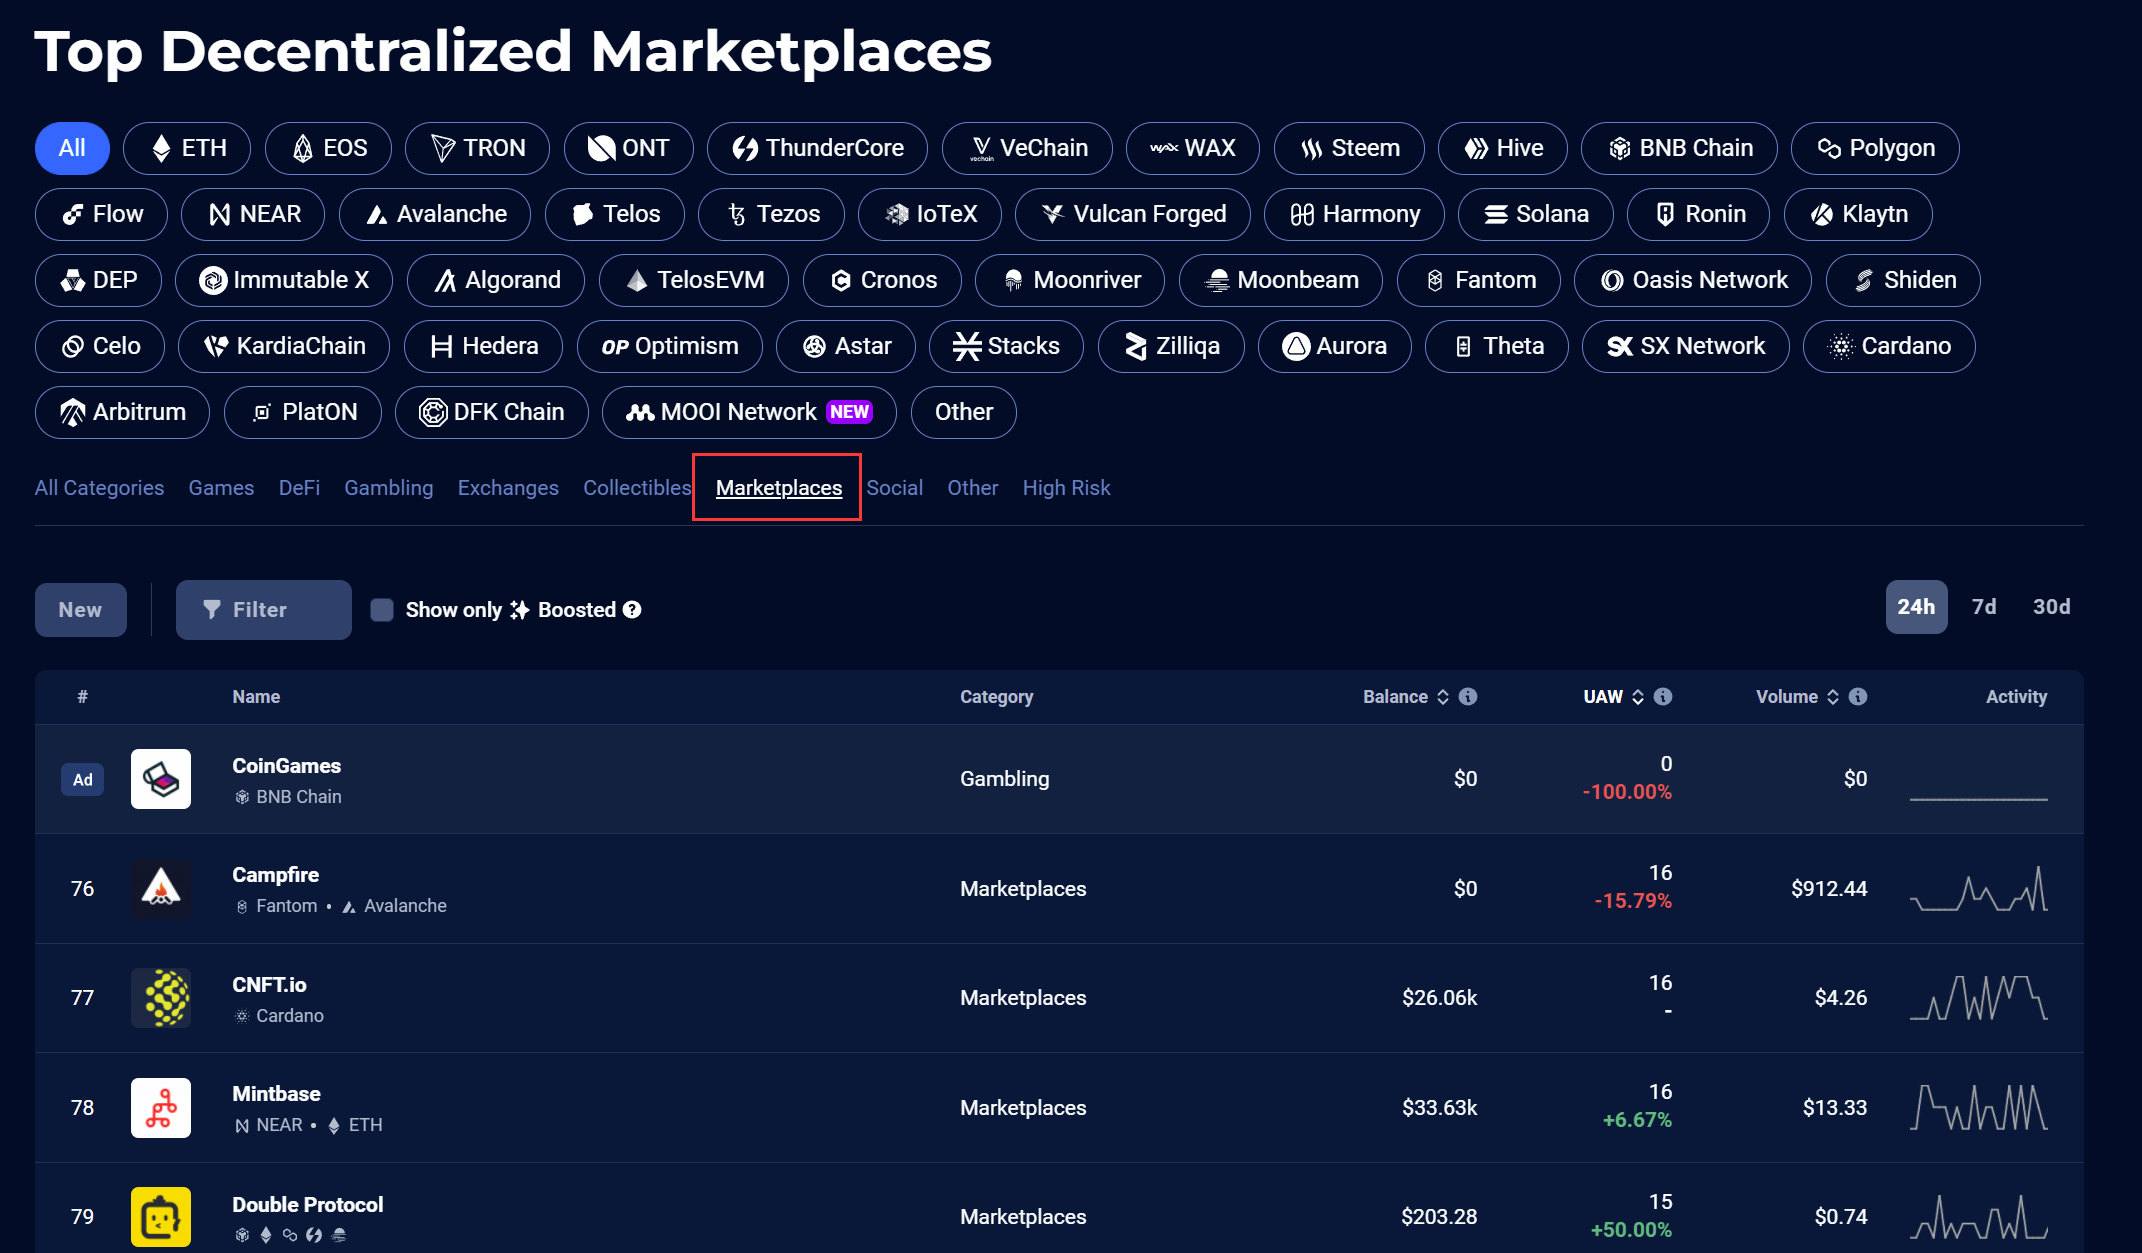 Top Decentralized Marketplaces
All ETH EOS TRON ONT ThunderCore VeChain WAX Steem Hive BNB Chain Polygon
Flow NEAR Avalanche Telos Tezos IoTeX Vulcan Forged Harmony Solana Ronin Klaytn
DEP Immutable X Algorand TelosEVM Cronos Moonriver Moonbeam Fantom Oasis Network Shiden
Celo KardiaChain Hedera OP Optimism Astar Stacks Zilliqa Aurora Theta SX SX Network Cardano
Arbitrum PlatON DFK Chain MOOI Network NEW Other
All Categories Games DeFi Gambling Exchanges Collectibles Marketplaces Social Other High Risk
New Filter Show only Boosted ? 24h 7d 30d
# Name Category Balance UAW Volume Activity
Ad CoinGames BNB Chain Gambling $0 0 -100.00% $0
76 Campfire Fantom • Avalanche Marketplaces $0 16 -15.79% $912.44
77 CNFT.io Cardano Marketplaces $26.06k 16 - $4.26
78 Mintbase NEAR • ETH Marketplaces $33.63k 16 +6.67% $13.33
79 Double Protocol Marketplaces $203.28 15 +50.00% $0.74